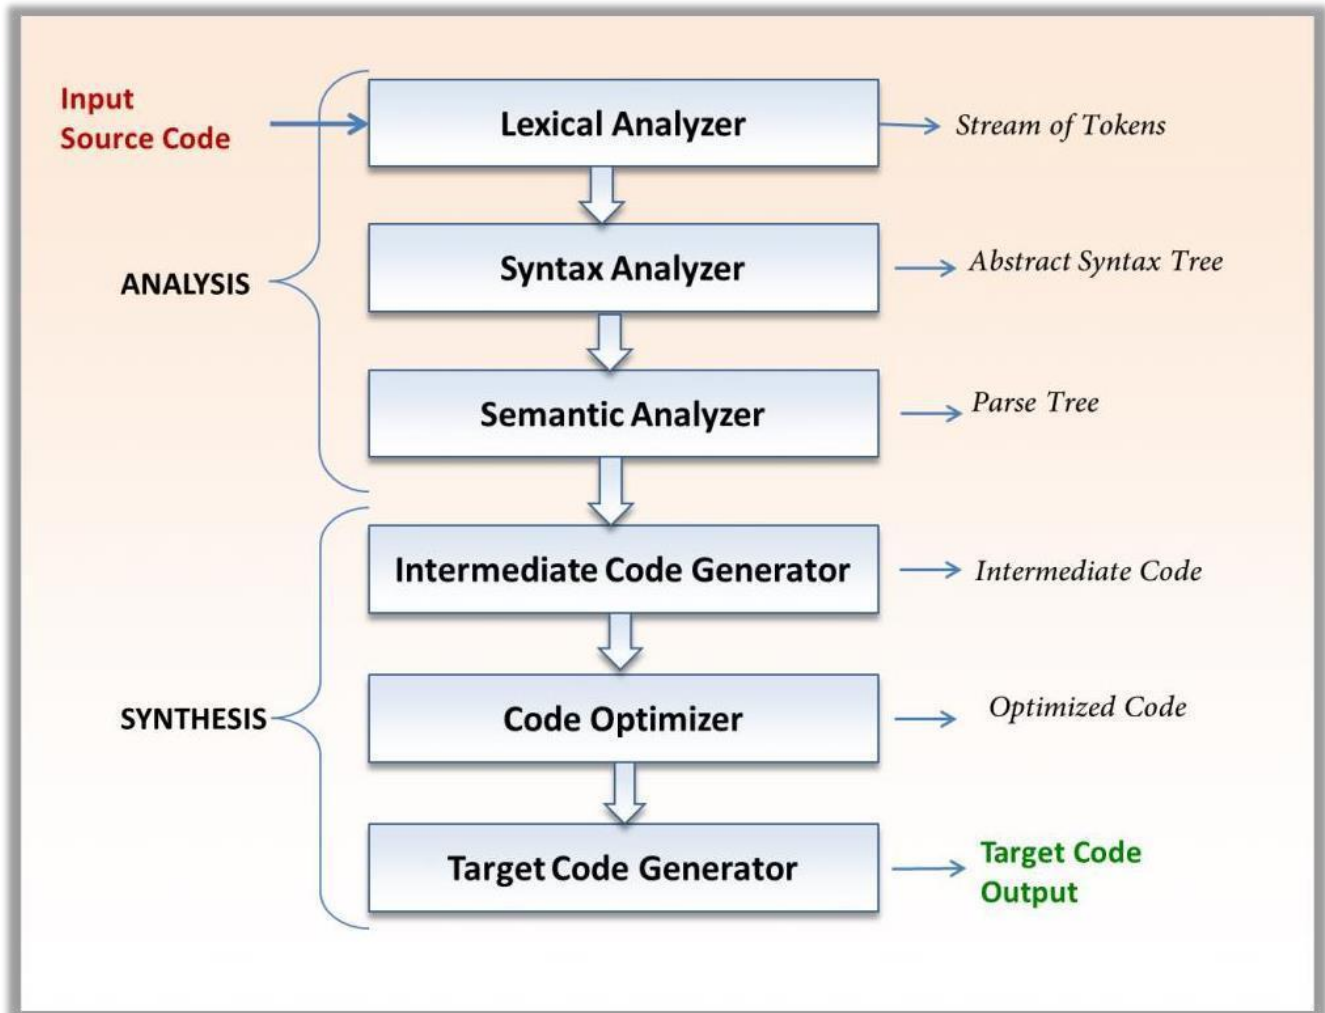 Input
Source Code
Lexical Analyzer
Stream of Tokens
Syntax Analyzer
Abstract Syntax Tree
ANALYSIS
Semantic Analyzer
Parse Tree
Intermediate Code Generator
Intermediate Code
SYNTHESIS
Code Optimizer
Optimized Code
Target Code Generator
Target Code
Output